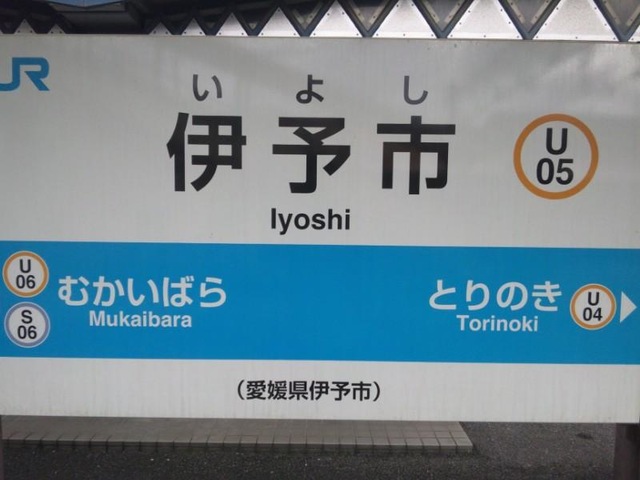 JR
いよし
伊予市
U
05
Iyoshi
U
06
むかいばら
Mukaibara
S
06
とりのき
Torinoki
U
04
（愛媛県伊予市）